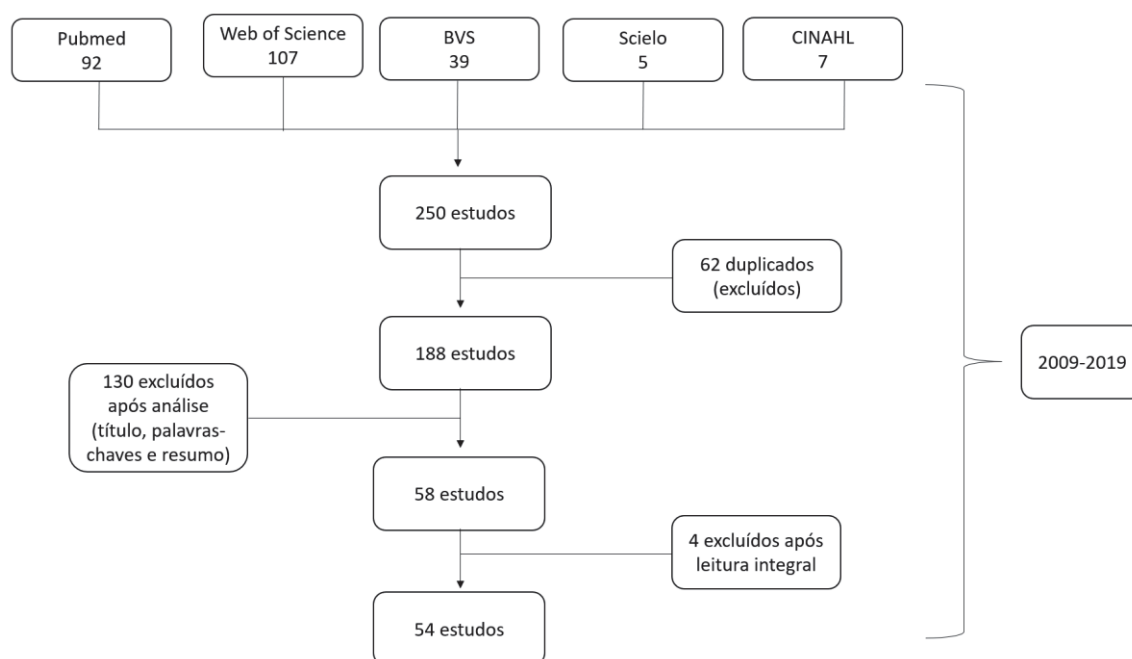 Pubmed
92
Web of Science
107
BVS
39
Scielo
5
CINAHL
7
250 estudos
62 duplicados
(excluídos)
188 estudos
2009-2019
130 excluídos
após análise
(título, palavras-
chaves e resumo)
58 estudos
4 excluídos após
leitura integral
54 estudos